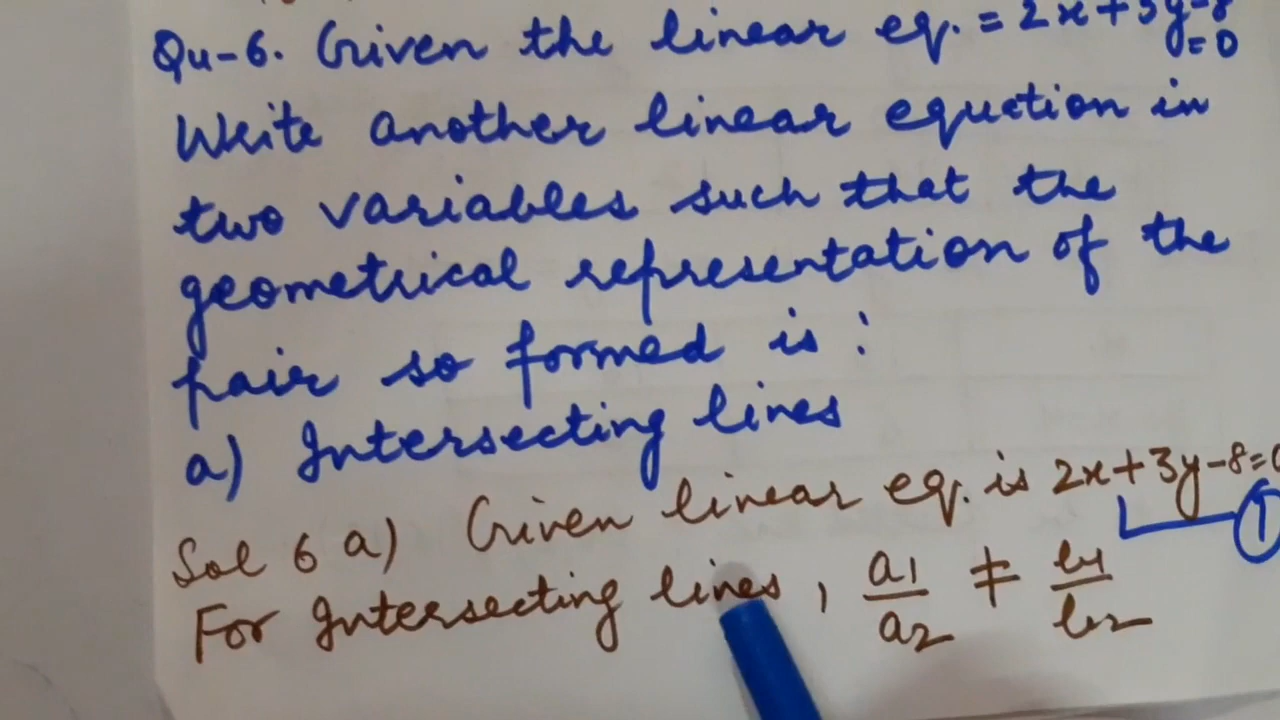 Qu-6. Given the linear eq. = 2x+3y-8
=0
Write another linear equation in
two variables such that the
geometrical representation of the
pair so formed is :
a) Intersecting lines
Sol 6 a) Given linear eq. is 2x+3y-8=0
①
For Intersecting lines, a1/a2 ≠ b1/b2